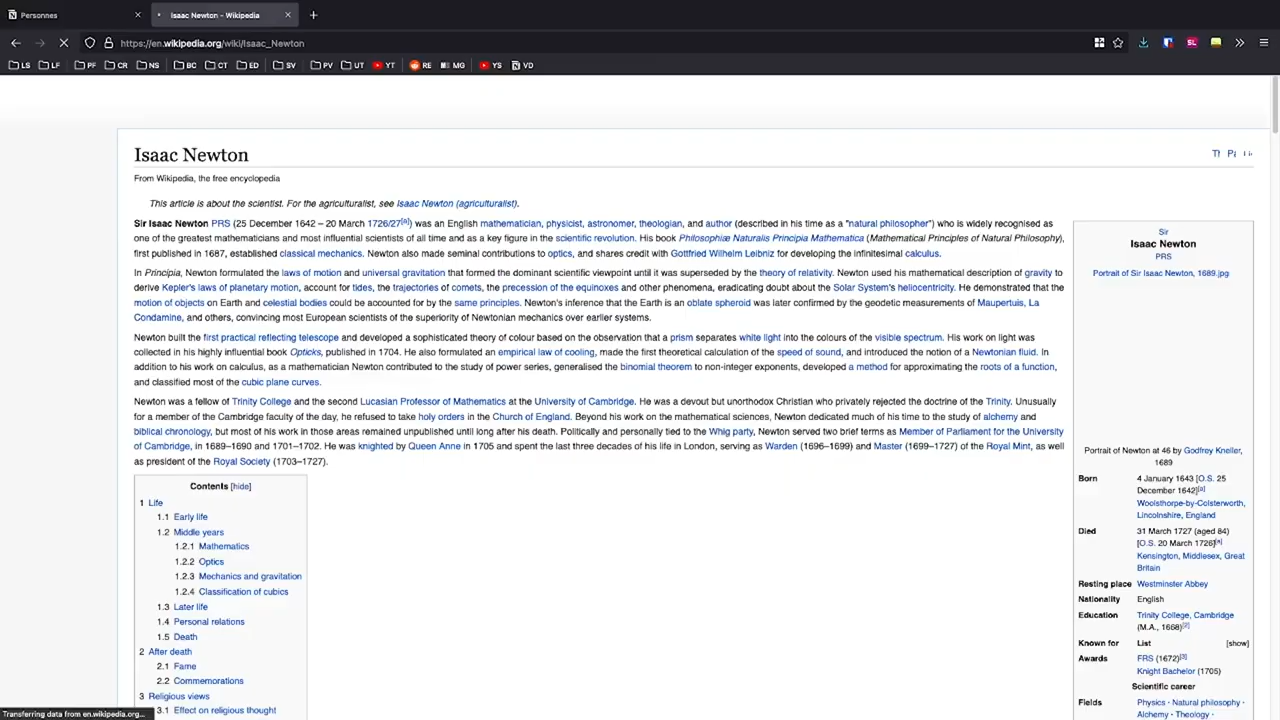 Personnes
Isaac Newton - Wikipedia
https://en.wikipedia.org/wiki/Isaac_Newton
LS LF PF CR NS BC CT ED SV PV UT YT RE MG YS VD
Isaac Newton
From Wikipedia, the free encyclopedia
This article is about the scientist. For the agriculturalist, see Isaac Newton (agriculturalist).
Sir Isaac Newton PRS (25 December 1642 – 20 March 1726/27[a]) was an English mathematician, physicist, astronomer, theologian, and author (described in his time as a "natural philosopher") who is widely recognised as
one of the greatest mathematicians and most influential scientists of all time and as a key figure in the scientific revolution. His book Philosophiæ Naturalis Principia Mathematica (Mathematical Principles of Natural Philosophy),
first published in 1687, established classical mechanics. Newton also made seminal contributions to optics, and shares credit with Gottfried Wilhelm Leibniz for developing the infinitesimal calculus.
In Principia, Newton formulated the laws of motion and universal gravitation that formed the dominant scientific viewpoint until it was superseded by the theory of relativity. Newton used his mathematical description of gravity to
derive Kepler's laws of planetary motion, account for tides, the trajectories of comets, the precession of the equinoxes and other phenomena, eradicating doubt about the Solar System's heliocentricity. He demonstrated that the
motion of objects on Earth and celestial bodies could be accounted for by the same principles. Newton's inference that the Earth is an oblate spheroid was later confirmed by the geodetic measurements of Maupertuis, La
Condamine, and others, convincing most European scientists of the superiority of Newtonian mechanics over earlier systems.
Newton built the first practical reflecting telescope and developed a sophisticated theory of colour based on the observation that a prism separates white light into the colours of the visible spectrum. His work on light was
collected in his highly influential book Opticks, published in 1704. He also formulated an empirical law of cooling, made the first theoretical calculation of the speed of sound, and introduced the notion of a Newtonian fluid. In
addition to his work on calculus, as a mathematician Newton contributed to the study of power series, generalised the binomial theorem to non-integer exponents, developed a method for approximating the roots of a function,
and classified most of the cubic plane curves.
Newton was a fellow of Trinity College and the second Lucasian Professor of Mathematics at the University of Cambridge. He was a devout but unorthodox Christian who privately rejected the doctrine of the Trinity. Unusually
for a member of the Cambridge faculty of the day, he refused to take holy orders in the Church of England. Beyond his work on the mathematical sciences, Newton dedicated much of his time to the study of alchemy and
biblical chronology, but most of his work in those areas remained unpublished until long after his death. Politically and personally tied to the Whig party, Newton served two brief terms as Member of Parliament for the University
of Cambridge, in 1689–1690 and 1701–1702. He was knighted by Queen Anne in 1705 and spent the last three decades of his life in London, serving as Warden (1696–1699) and Master (1699–1727) of the Royal Mint, as well
as president of the Royal Society (1703–1727).
Contents [hide]
1 Life
1.1 Early life
1.2 Middle years
1.2.1 Mathematics
1.2.2 Optics
1.2.3 Mechanics and gravitation
1.2.4 Classification of cubics
1.3 Later life
1.4 Personal relations
1.5 Death
2 After death
2.1 Fame
2.2 Commemorations
3 Religious views
3.1 Effect on religious thought
Sir
Isaac Newton
PRS
Portrait of Sir Isaac Newton, 1689.jpg
Portrait of Newton at 46 by Godfrey Kneller,
1689
Born 4 January 1643 [O.S. 25
December 1642][a]
Woolsthorpe-by-Colsterworth,
Lincolnshire, England
Died 31 March 1727 (aged 84)
[O.S. 20 March 1726][a]
Kensington, Middlesex, Great
Britain
Resting place Westminster Abbey
Nationality English
Education Trinity College, Cambridge
(M.A., 1668)[2]
Known for List [show]
Awards FRS (1672)[3]
Knight Bachelor (1705)
Scientific career
Fields Physics · Natural philosophy ·
Alchemy · Theology ·
Transferring data from en.wikipedia.org...